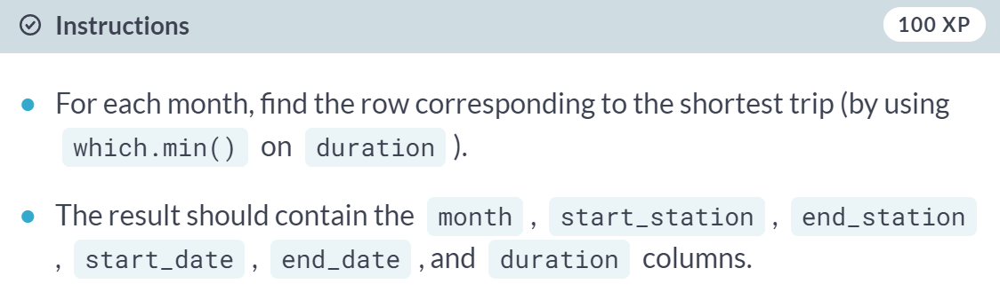 Instructions 100 XP
For each month, find the row corresponding to the shortest trip (by using
which.min() on duration ).
The result should contain the month , start_station , end_station
, start_date , end_date , and duration columns.